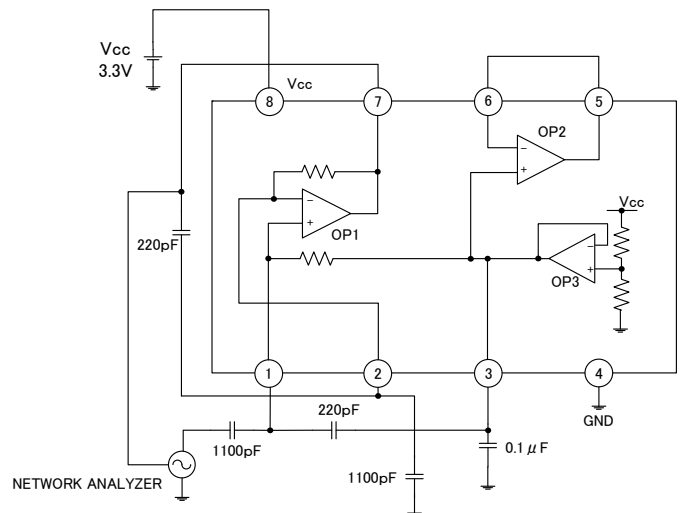 Vcc
3.3V
Vcc
8
7
6
5
OP2
−
+
−
+
OP1
220pF
Vcc
−
+
OP3
1
2
3
4
GND
220pF
1100pF
0.1μF
1100pF
NETWORK ANALYZER